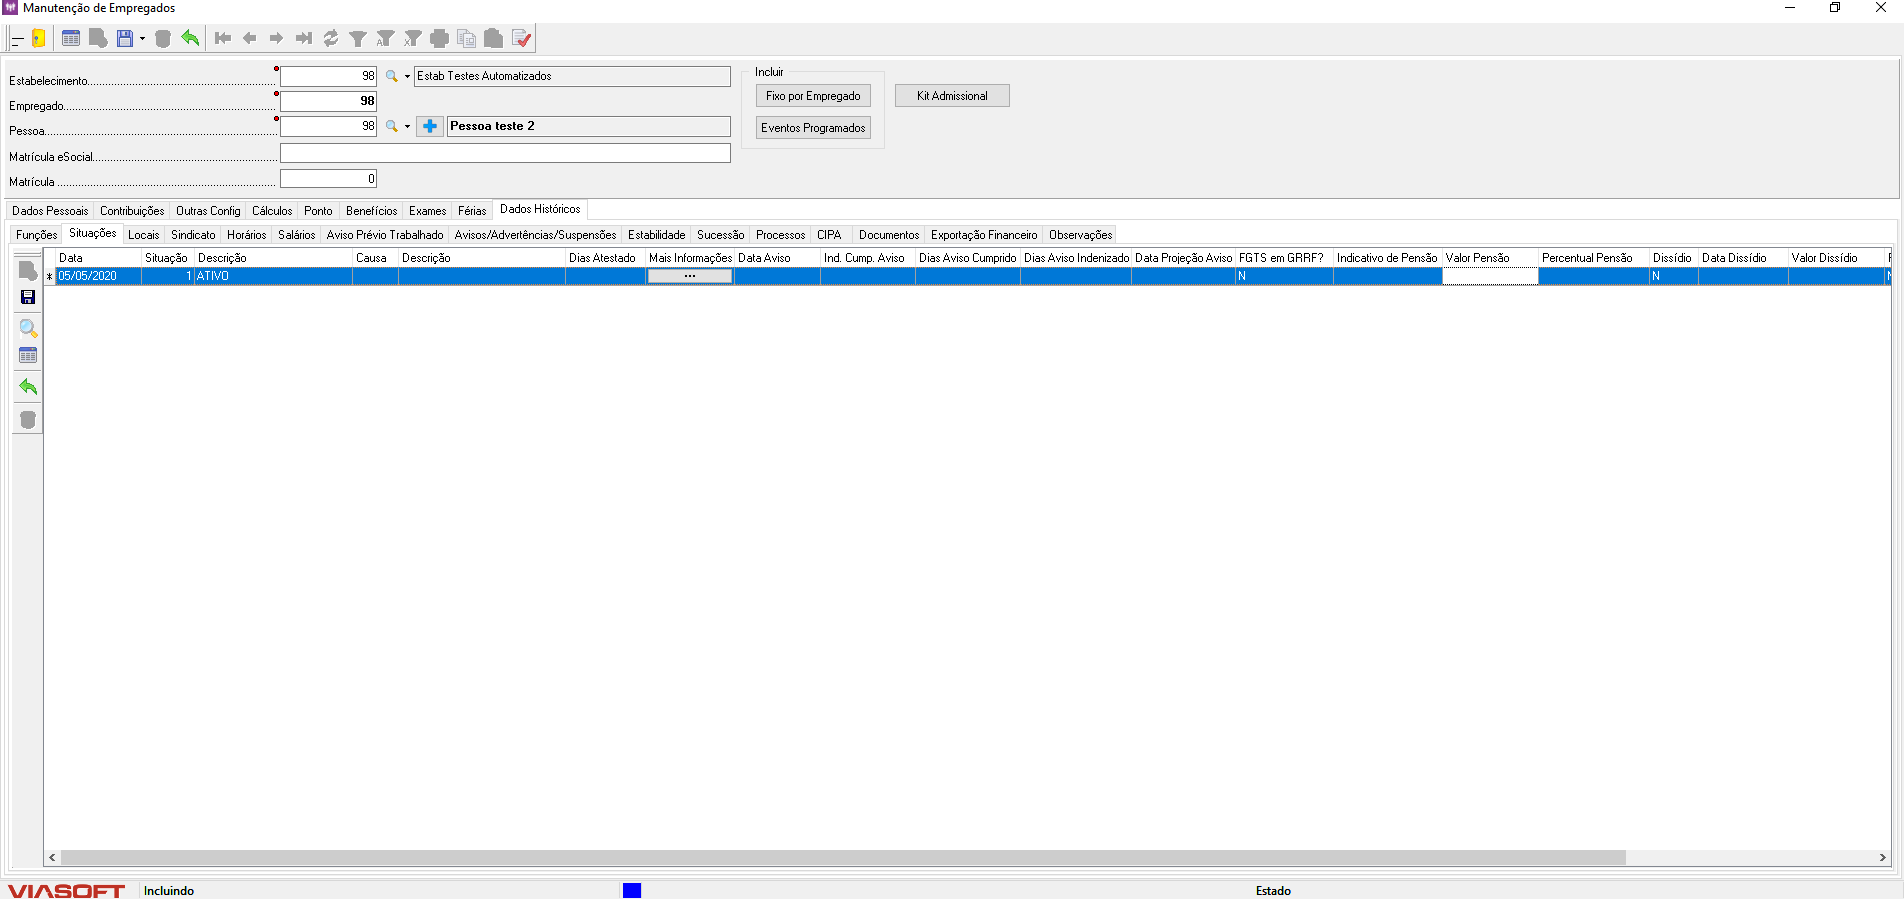 Manutenção de Empregados
Estabelecimento 98 Estab Testes Automatizados
Empregado 98
Pessoa 98 Pessoa teste 2
Matrícula eSocial
Matrícula 0
Incluir
Fixo por Empregado
Eventos Programados
Kit Admissional
Dados Pessoais Contribuições Outras Config Cálculos Ponto Benefícios Exames Férias Dados Históricos
Funções Situações Locais Sindicato Horários Salários Aviso Prévio Trabalhado Avisos/Advertências/Suspensões Estabilidade Sucessão Processos CIPA Documentos Exportação Financeiro Observações
Data Situação Descrição Causa Descrição Dias Atestado Mais Informações Data Aviso Ind. Cump. Aviso Dias Aviso Cumprido Dias Aviso Indenizado Data Projeção Aviso FGTS em GRRF? Indicativo de Pensão Valor Pensão Percentual Pensão Dissídio Data Dissídio Valor Dissídio
05/05/2020 1 ATIVO ... N N
VIASOFT Incluindo Estado